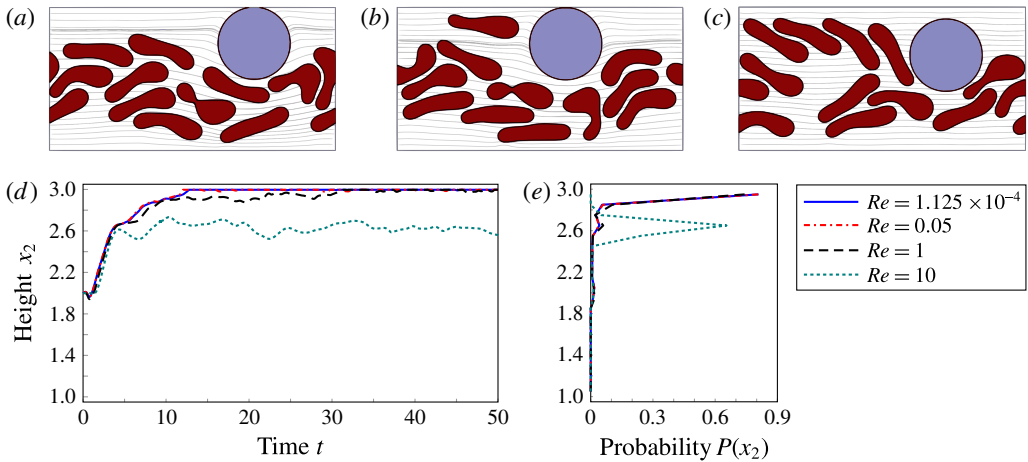 (a)
(b)
(c)
(d)
3.0
2.6
2.2
1.8
1.4
1.0
Height x₂
0
10
20
30
40
50
Time t
(e)
3.0
2.6
2.2
1.8
1.4
1.0
0
0.3
0.6
0.9
Probability P(x₂)
Re = 1.125 × 10⁻⁴
Re = 0.05
Re = 1
Re = 10